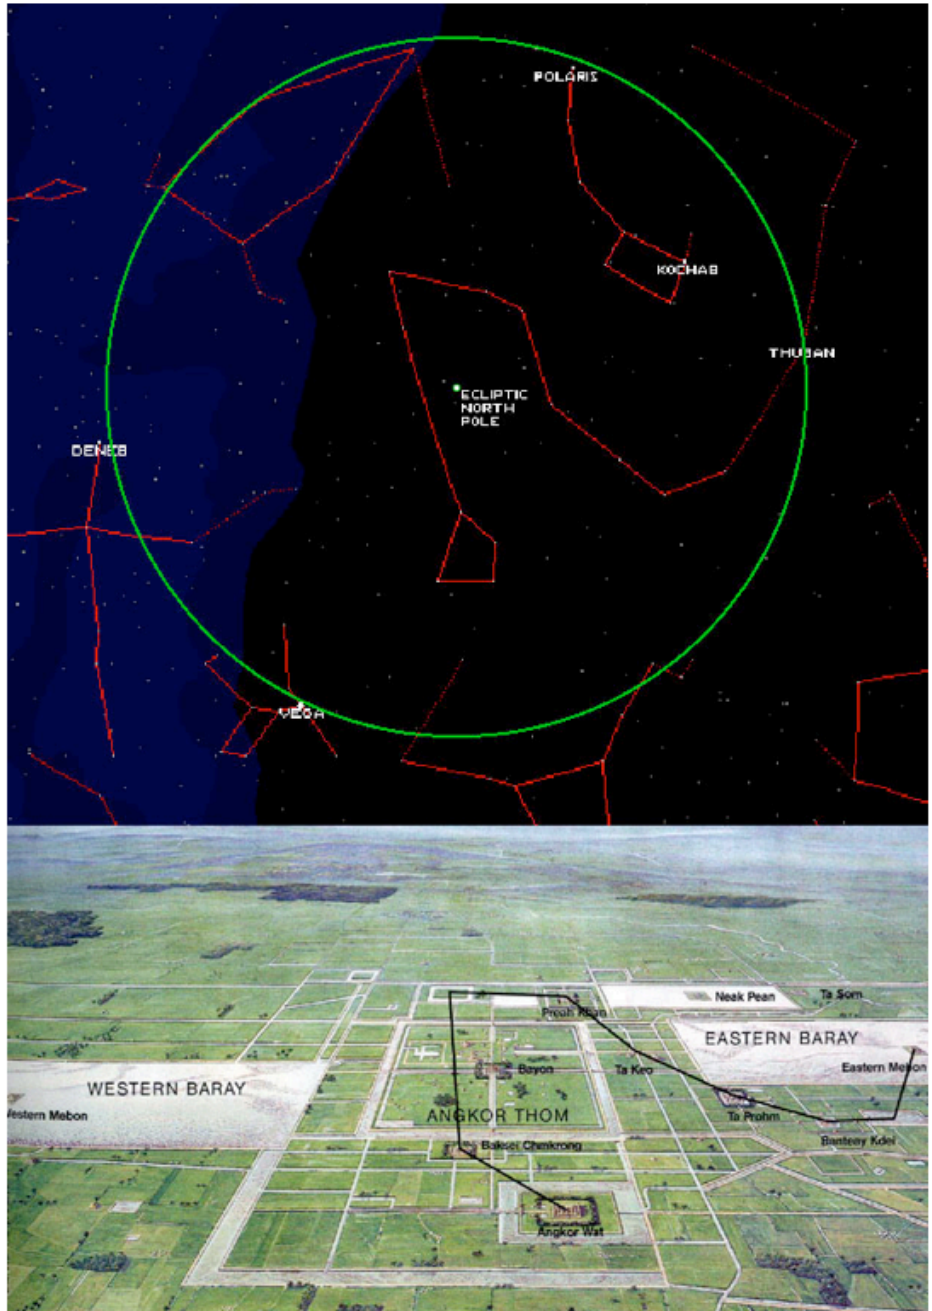 POLARIS
KOCHAB
THUBAN
ECLIPTIC
NORTH
POLE
DENEB
VEGA
Neak Pean
Ta Som
Preah Khan
EASTERN BARAY
Bayon
Ta Keo
Eastern Mebon
WESTERN BARAY
Western Mebon
ANGKOR THOM
Ta Prohm
Baksei Chmkrong
Banteay Kdei
Angkor Wat